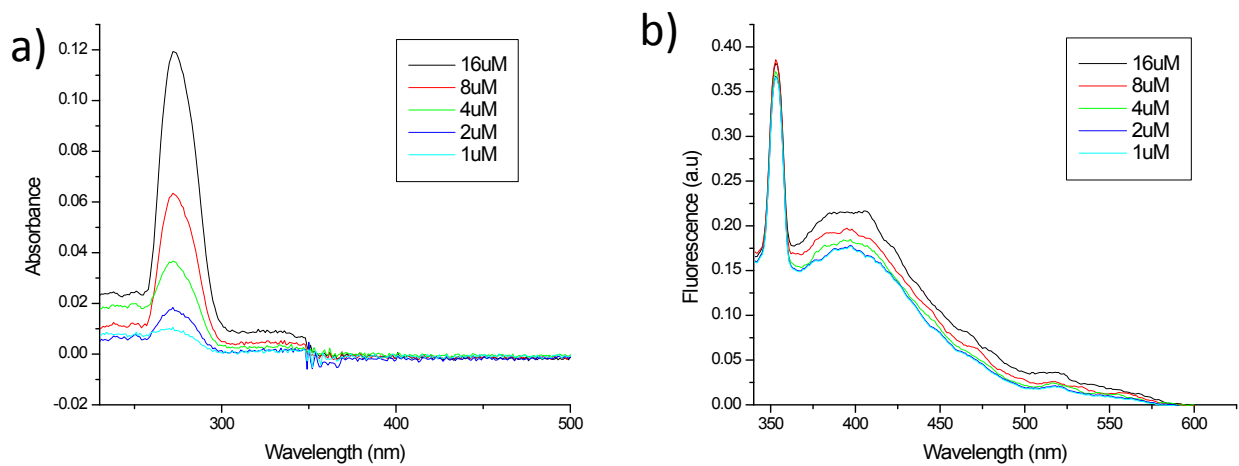 a)
0.12
0.10
0.08
0.06
0.04
0.02
0.00
-0.02
Absorbance
300
400
500
Wavelength (nm)
16uM
8uM
4uM
2uM
1uM
b)
0.40
0.35
0.30
0.25
0.20
0.15
0.10
0.05
0.00
Fluorescence (a.u)
350
400
450
500
550
600
Wavelength (nm)
16uM
8uM
4uM
2uM
1uM